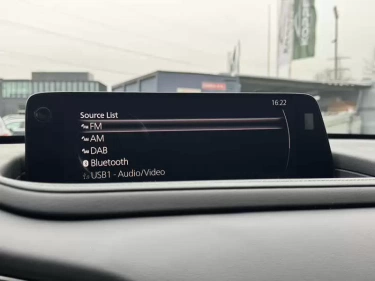 16:22
Source List
FM
AM
DAB
Bluetooth
USB1 - Audio/Video